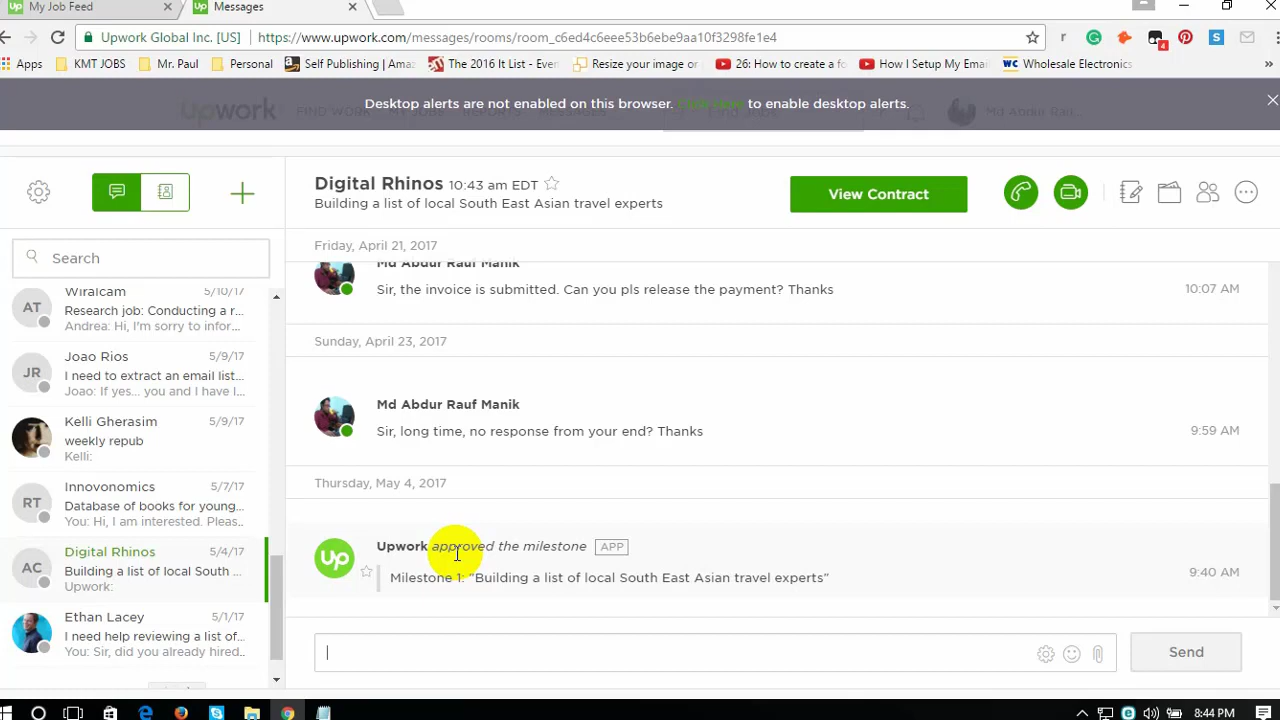 My Job Feed
Messages
Upwork Global Inc. [US]
https://www.upwork.com/messages/rooms/room_c6ed4c6eee53b6ebe9aa10f3298fe1e4
Apps KMT JOBS Mr. Paul Personal Self Publishing | Amaz The 2016 It List - Ever Resize your image or 26: How to create a fo How I Setup My Email Wholesale Electronics
Desktop alerts are not enabled on this browser. to enable desktop alerts.
Digital Rhinos 10:43 am EDT
Building a list of local South East Asian travel experts
View Contract
Search
Friday, April 21, 2017
AT
Wiralcam 5/10/17
Research job: Conducting a r...
Andrea: Hi, I'm sorry to infor...
Md Abdur Rauf Manik
Sir, the invoice is submitted. Can you pls release the payment? Thanks 10:07 AM
Sunday, April 23, 2017
JR
Joao Rios 5/9/17
I need to extract an email list...
Joao: If yes... you and I have I...
Kelli Gherasim 5/9/17
weekly repub
Kelli:
Md Abdur Rauf Manik
Sir, long time, no response from your end? Thanks 9:59 AM
Thursday, May 4, 2017
RT
Innovonomics 5/7/17
Database of books for young...
You: Hi, I am interested. Pleas..
AC
Digital Rhinos 5/4/17
Building a list of local South ...
Upwork:
Up
Upwork approved the milestone APP
Milestone 1: "Building a list of local South East Asian travel experts" 9:40 AM
Ethan Lacey 5/1/17
I need help reviewing a list of...
You: Sir, did you already hired...
Send
8:44 PM